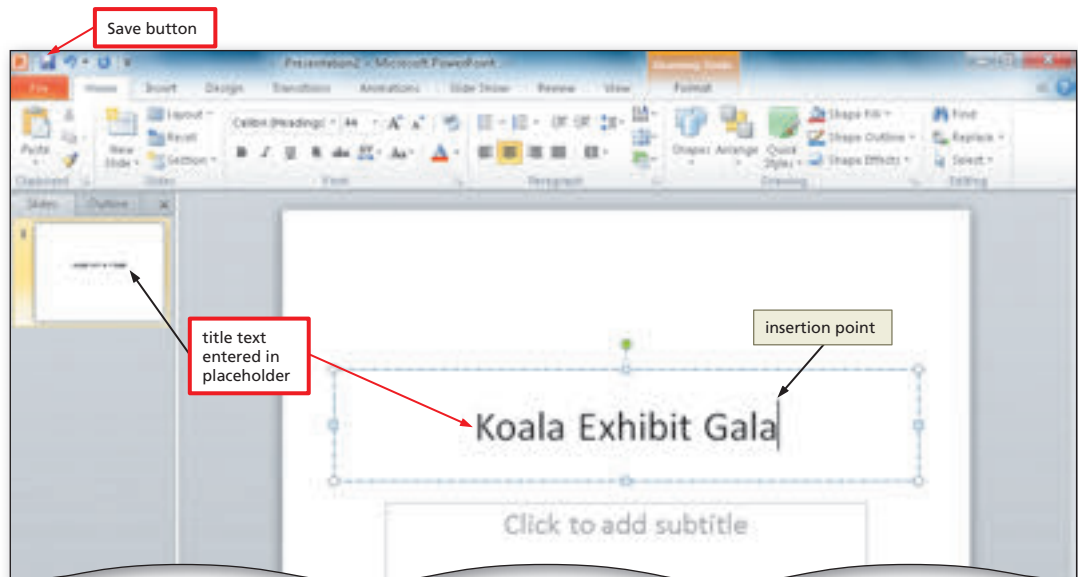 Save button
Presentation2 - Microsoft PowerPoint
Drawing Tools
File Home Insert Design Transitions Animations Slide Show Review View Format
Layout Calibri (Headings) 44 Shape Fill Find
Reset Shape Outline Replace
Paste New Slide Section Shapes Arrange Quick Styles Shape Effects Select
Clipboard Slides Font Paragraph Drawing Editing
Slides Outline
1
title text
entered in
placeholder
insertion point
Koala Exhibit Gala
Click to add subtitle